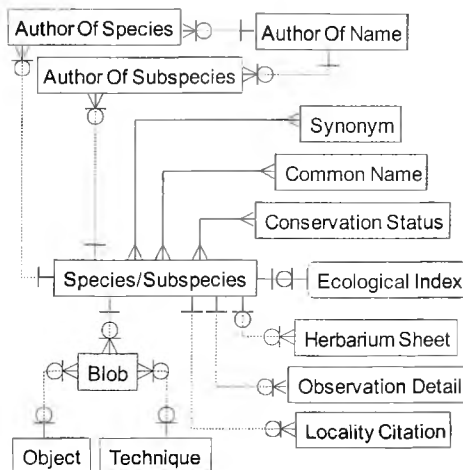 Author Of Species
Author Of Name
Author Of Subspecies
Synonym
Common Name
Conservation Status
Species/Subspecies
Ecological Index
Herbarium Sheet
Blob
Observation Detail
Locality Citation
Object
Technique